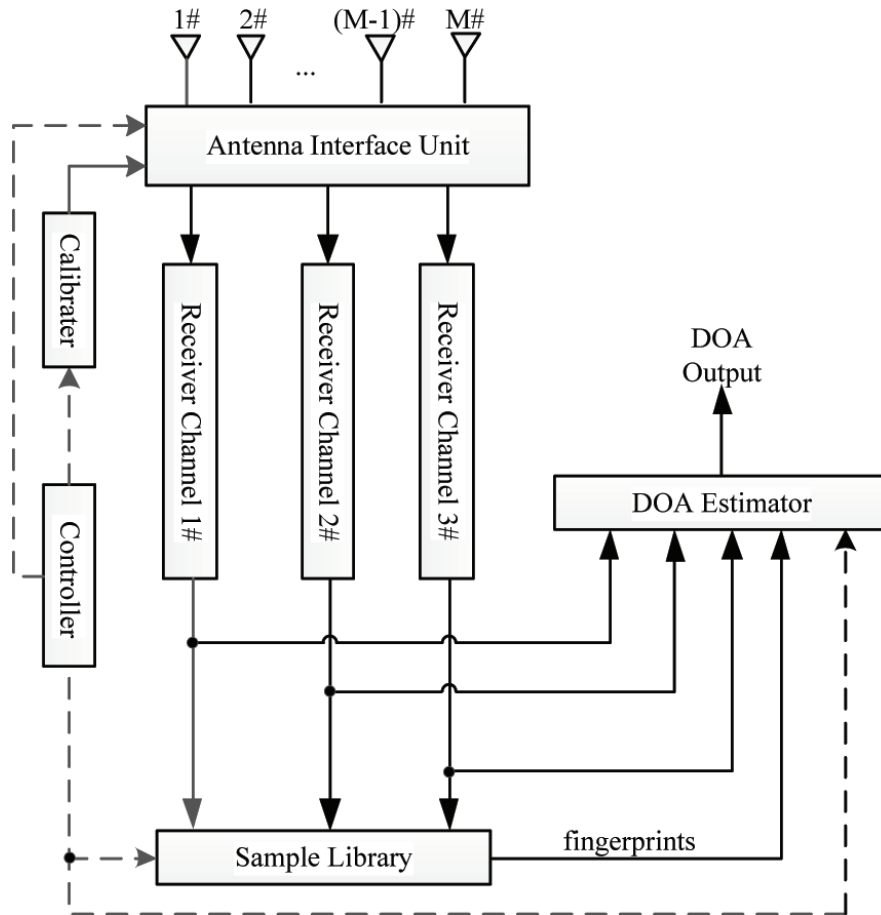 1# 2# (M-1)# M#
...
Antenna Interface Unit
Calibrater
Receiver Channel 1#
Receiver Channel 2#
Receiver Channel 3#
DOA
Output
DOA Estimator
Controller
fingerprints
Sample Library